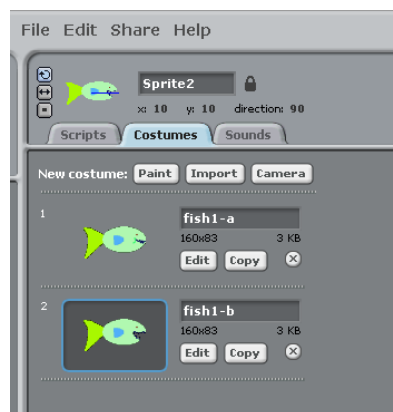 File Edit Share Help
Sprite2
x: 10 y: 10 direction: 90
Scripts Costumes Sounds
New costume: Paint Import Camera
1
fish1-a
160x83 3 KB
Edit Copy
2
fish1-b
160x83 3 KB
Edit Copy